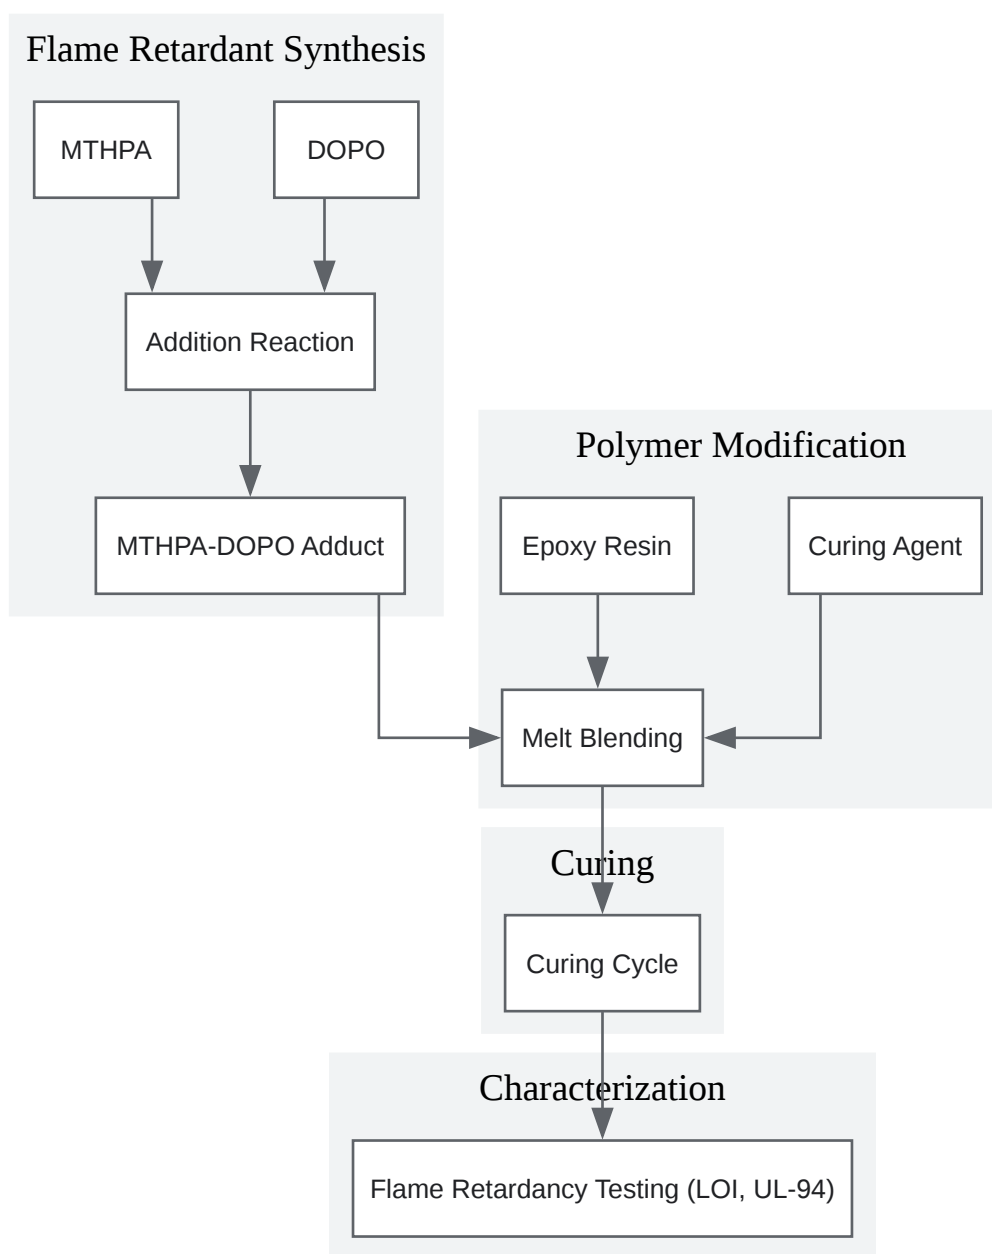 Flame Retardant Synthesis
MTHPA
DOPO
Addition Reaction
MTHPA-DOPO Adduct
Polymer Modification
Epoxy Resin
Curing Agent
Melt Blending
Curing
Curing Cycle
Characterization
Flame Retardancy Testing (LOI, UL-94)